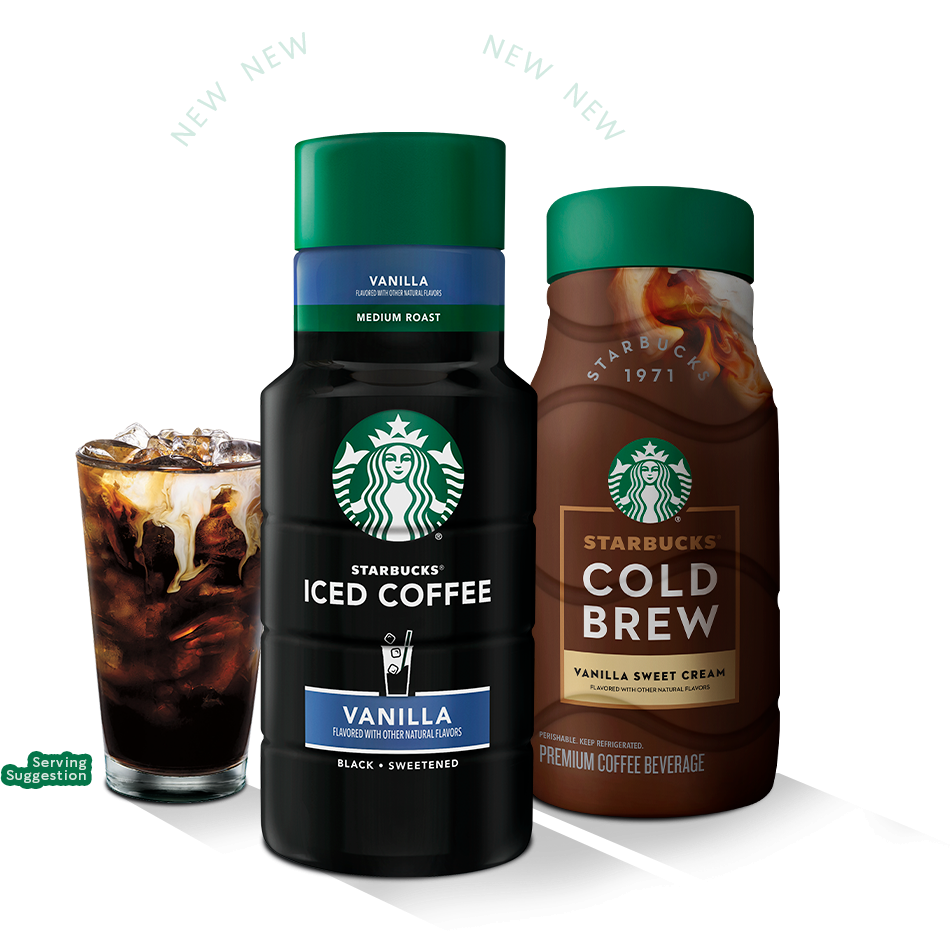 NEW NEW
NEW NEW
VANILLA
FLAVORED WITH OTHER NATURAL FLAVORS
MEDIUM ROAST
STARBUCKS®
ICED COFFEE
VANILLA
FLAVORED WITH OTHER NATURAL FLAVORS
BLACK • SWEETENED
STARBUCKS
1971
STARBUCKS®
COLD
BREW
VANILLA SWEET CREAM
FLAVORED WITH OTHER NATURAL FLAVORS
PERISHABLE. KEEP REFRIGERATED.
PREMIUM COFFEE BEVERAGE
Serving
Suggestion